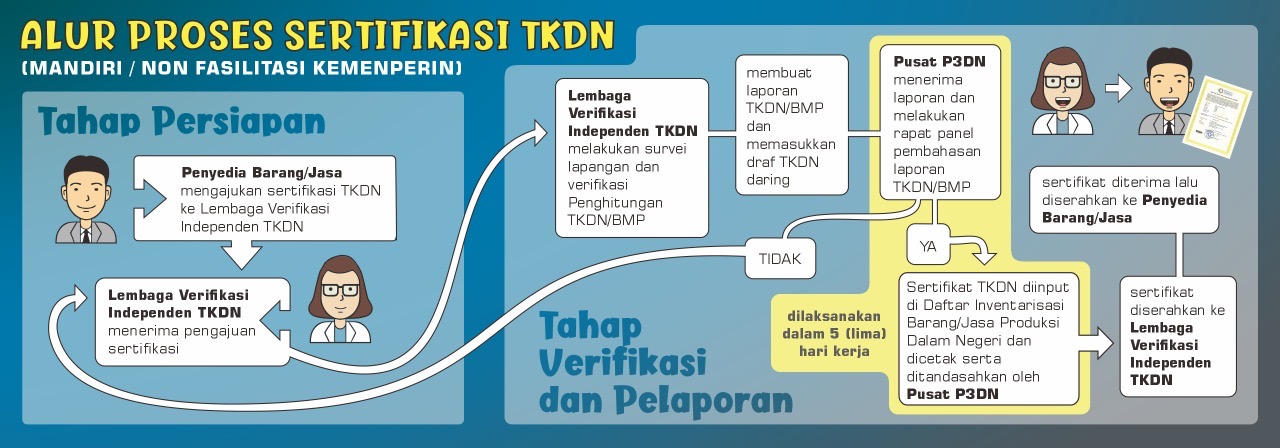 ALUR PROSES SERTIFIKASI TKDN
(MANDIRI / NON FASILITASI KEMENPERIN)
Tahap Persiapan
Penyedia Barang/Jasa
mengajukan sertifikasi TKDN
ke Lembaga Verifikasi
Independen TKDN
Lembaga Verifikasi
Independen TKDN
menerima pengajuan
sertifikasi
Lembaga
Verifikasi
Independen TKDN
melakukan survei
lapangan dan
verifikasi
Penghitungan
TKDN/BMP
membuat
laporan
TKDN/BMP
dan
memasukkan
draf TKDN
daring
Pusat P3DN
menerima
laporan dan
melakukan
rapat panel
pembahasan
laporan
TKDN/BMP
TIDAK
YA
dilaksanakan
dalam 5 (lima)
hari kerja
Sertifikat TKDN diinput
di Daftar Inventarisasi
Barang/Jasa Produksi
Dalam Negeri dan
dicetak serta
ditandasahkan oleh
Pusat P3DN
sertifikat
diserahkan ke
Lembaga
Verifikasi
Independen
TKDN
sertifikat diterima lalu
diserahkan ke Penyedia
Barang/Jasa
Tahap
Verifikasi
dan Pelaporan